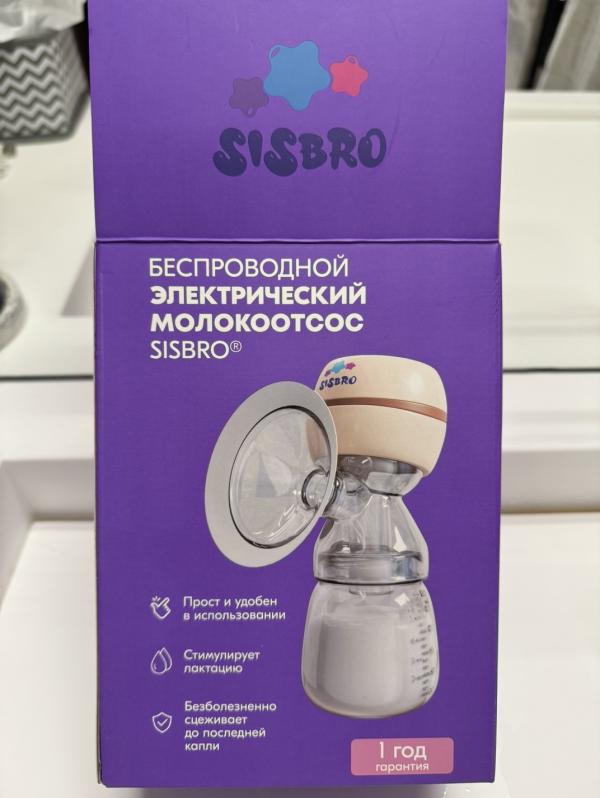 SISBRO
БЕСПРОВОДНОЙ
ЭЛЕКТРИЧЕСКИЙ
МОЛОКООТСОС
SISBRO®
SISBRO
Прост и удобен
в использовании
Стимулирует
лактацию
Безболезненно
сцеживает
до последней
капли
1 год
гарантия